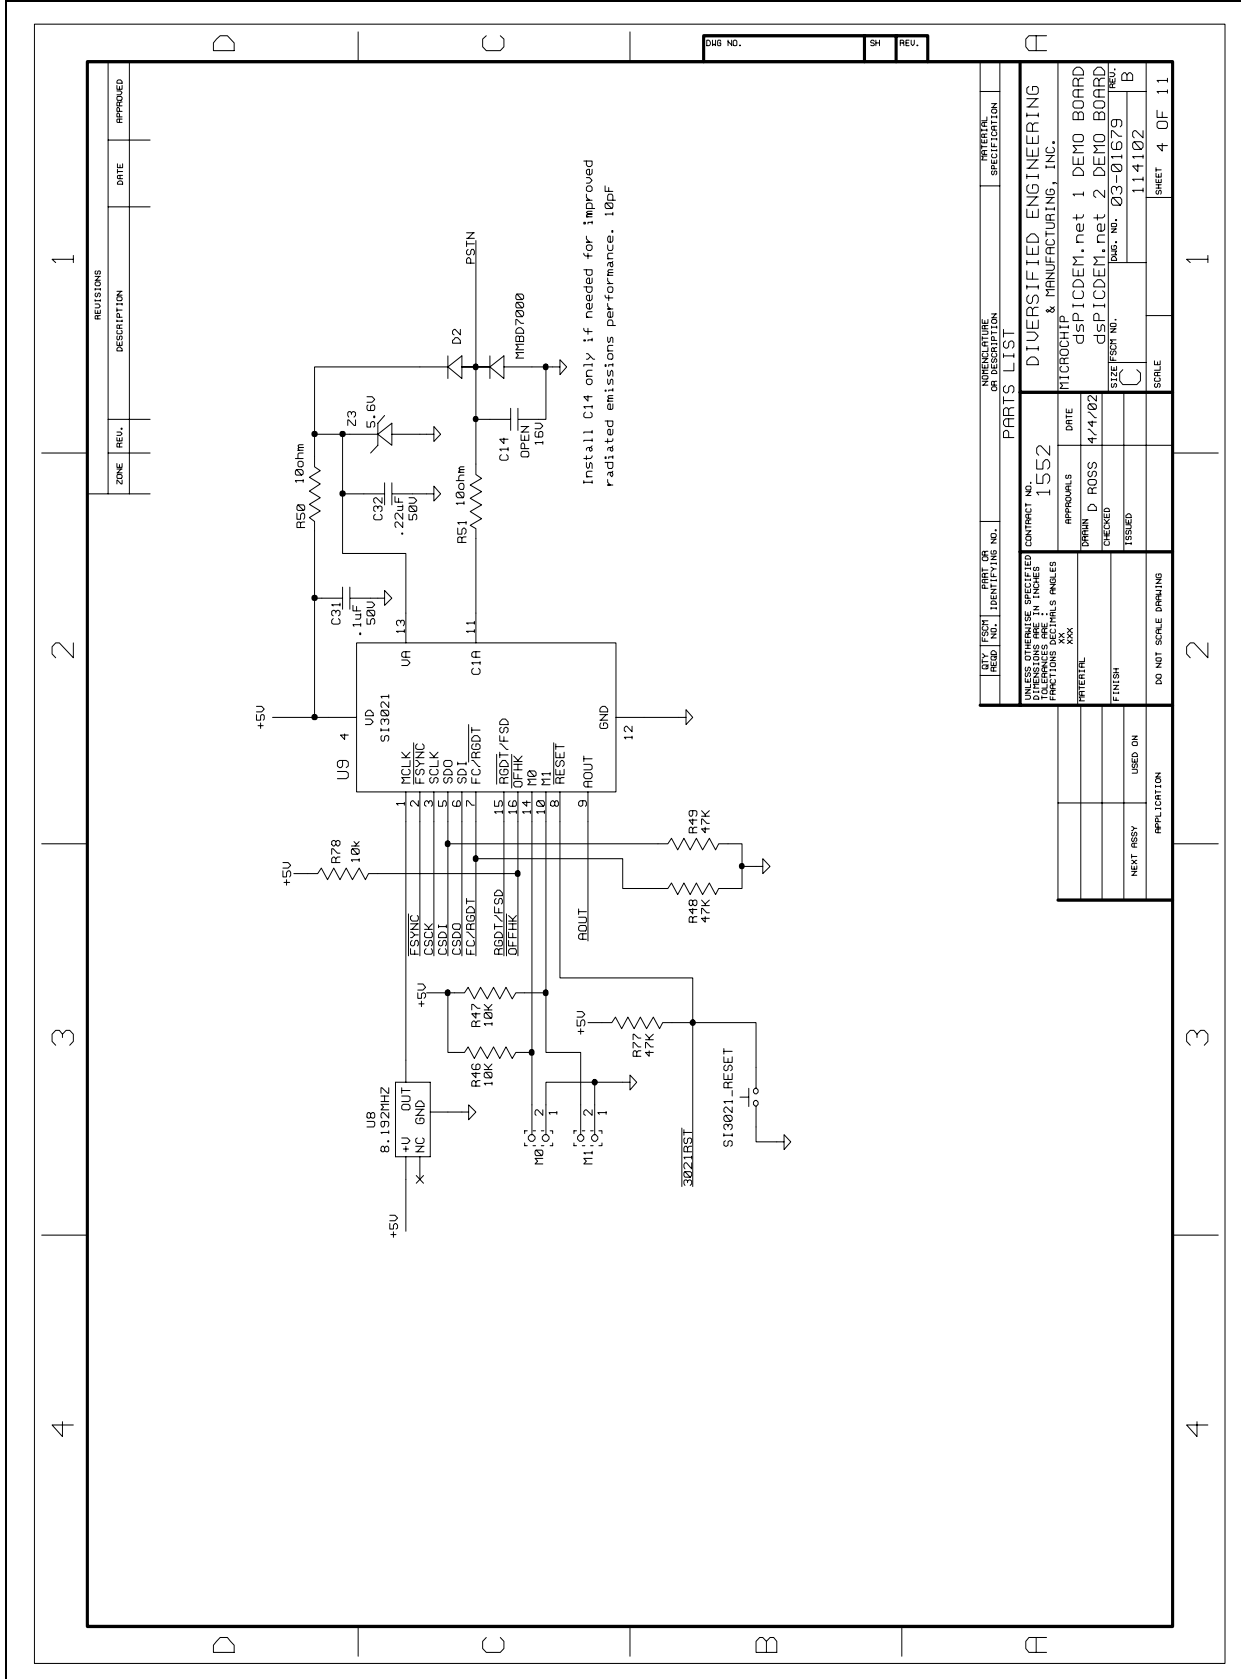 DWG NO.
SH
REV.
D
C
A
4
3
2
1
REVISIONS
ZONE
REV.
DESCRIPTION
DATE
APPROVED
+5V
R50
10ohm
Z3
5.6V
C31
.1uF
50V
C32
.22uF
50V
D2
MMBD7000
PSTN
R51
10ohm
C14
OPEN
16V
Install C14 only if needed for improved
radiated emissions performance. 10pF
U9
4
VD
SI3021
13
VA
11
C1A
GND
12
1 MCLK
2 FSYNC
3 SCLK
5 SDO
6 SDI
7 FC/RGDT
15 RGDT/FSD
16 OFHK
14 M0
10 M1
8 RESET
9 AOUT
+5V
R78
10k
FSYNC
CSCK
CSDI
CSDO
FC/RGDT
RGDT/FSD
OFFHK
AOUT
R49
47K
R48
47K
+5V
R47
10K
R46
10K
+5V
R77
47K
U8
8.192MHZ
+V OUT
NC GND
+5V
M0
2
1
M1
2
1
3021RST
SI3021_RESET
QTY
REQD
FSCM
NO.
PART OR
IDENTIFYING NO.
NOMENCLATURE
OR DESCRIPTION
MATERIAL
SPECIFICATION
PARTS LIST
UNLESS OTHERWISE SPECIFIED
DIMENSIONS ARE IN INCHES
TOLERANCES ARE :
FRACTIONS DECIMALS ANGLES
XX
XXX
MATERIAL
FINISH
DO NOT SCALE DRAWING
CONTRACT NO.
1552
APPROVALS
DATE
DRAWN D ROSS 4/4/02
CHECKED
ISSUED
DIVERSIFIED ENGINEERING
& MANUFACTURING, INC.
MICROCHIP
dsPICDEM.net 1 DEMO BOARD
dsPICDEM.net 2 DEMO BOARD
SIZE
C
FSCM NO.
DWG. NO.
03-01679
114102
REV.
B
SCALE
SHEET 4 OF 11
NEXT ASSY
USED ON
APPLICATION
4
3
2
1
D
C
B
A